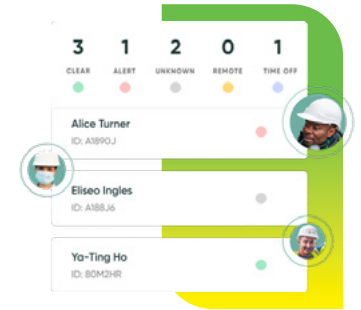 3 1 2 0 1
CLEAR ALERT UNKNOWN REMOTE TIME OFF
Alice Turner
ID: A1890J
Eliseo Ingles
ID: A188J6
Ya-Ting Ho
ID: 80M2HR